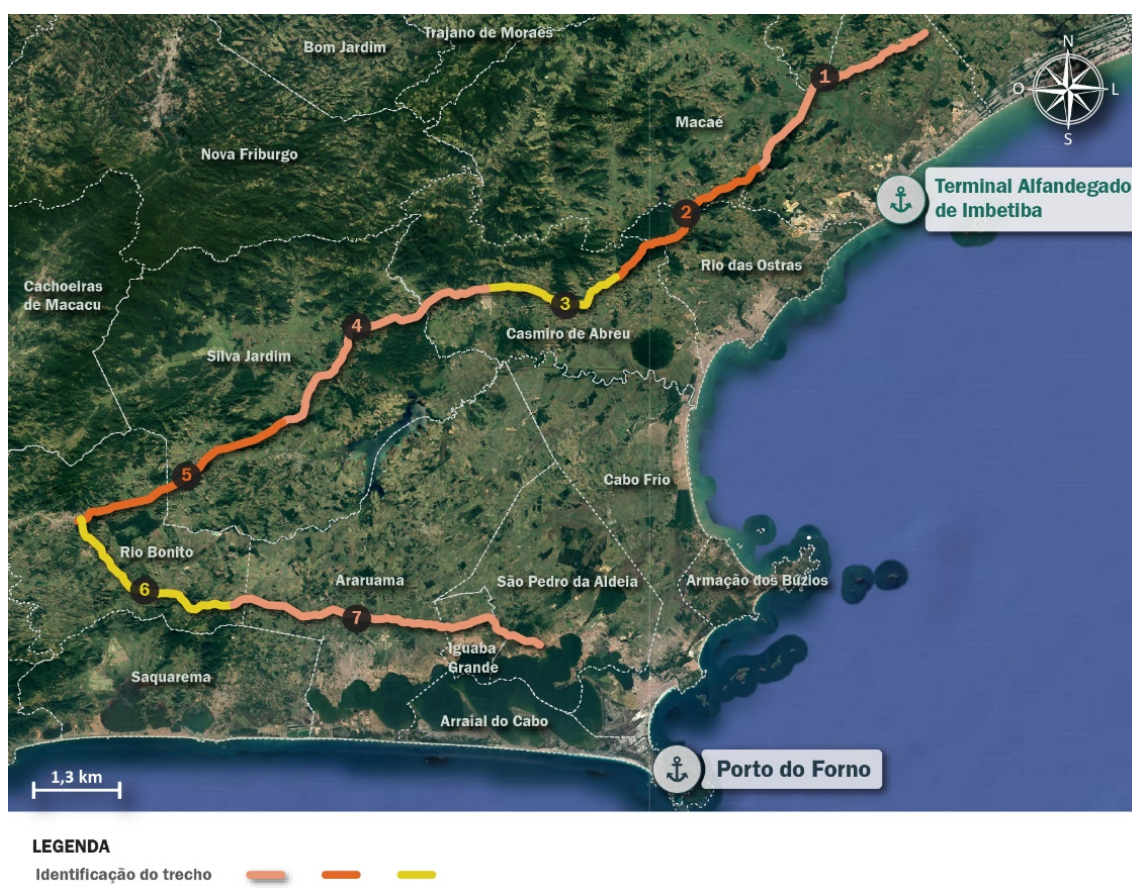 Trajano de Moraes
Bom Jardim
N
1
O
L
S
Macaé
Nova Friburgo
Terminal Alfandegado
de Imbetiba
2
Rio das Ostras
Cachoeiras
de Macacu
3
4
Casmiro de Abreu
Silva Jardim
5
Cabo Frio
Rio Bonito
6
Araruama
São Pedro da Aldeia
Armação dos Búzios
7
Iguaba
Grande
Saquarema
Arraial do Cabo
Porto do Forno
1,3 km
LEGENDA
Identificação do trecho